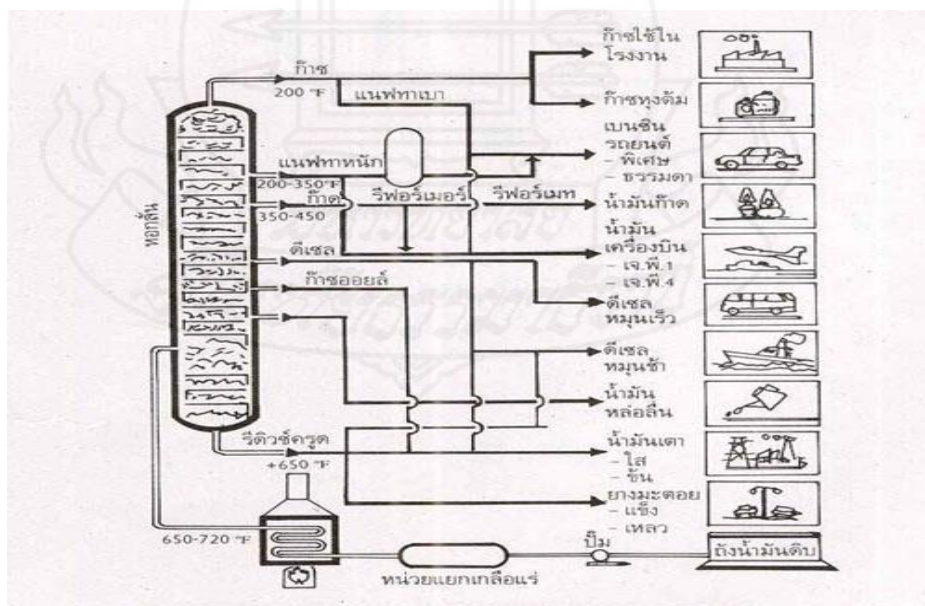 ก๊าซ
200 °F
แนฟทาเบา
แนฟทาหนัก
200-350°F
ก๊าด
350-450
ดีเซล
ก๊าซออยล์
หอกลั่น
รีฟอร์เมอร์
รีฟอร์เมท
รีดิวซ์ครูด
+650 °F
650-720 °F
หน่วยแยกเกลือแร่
ปั๊ม
ถังน้ำมันดิบ
ก๊าซใช้ใน
โรงงาน
ก๊าซหุงต้ม
เบนซิน
รถยนต์
- พิเศษ
- ธรรมดา
น้ำมันก๊าด
น้ำมัน
เครื่องบิน
- เจ.พี.1
- เจ.พี.4
ดีเซล
หมุนเร็ว
ดีเซล
หมุนช้า
น้ำมัน
หล่อลื่น
น้ำมันเตา
- ใส
- ข้น
ยางมะตอย
- แข็ง
- เหลว